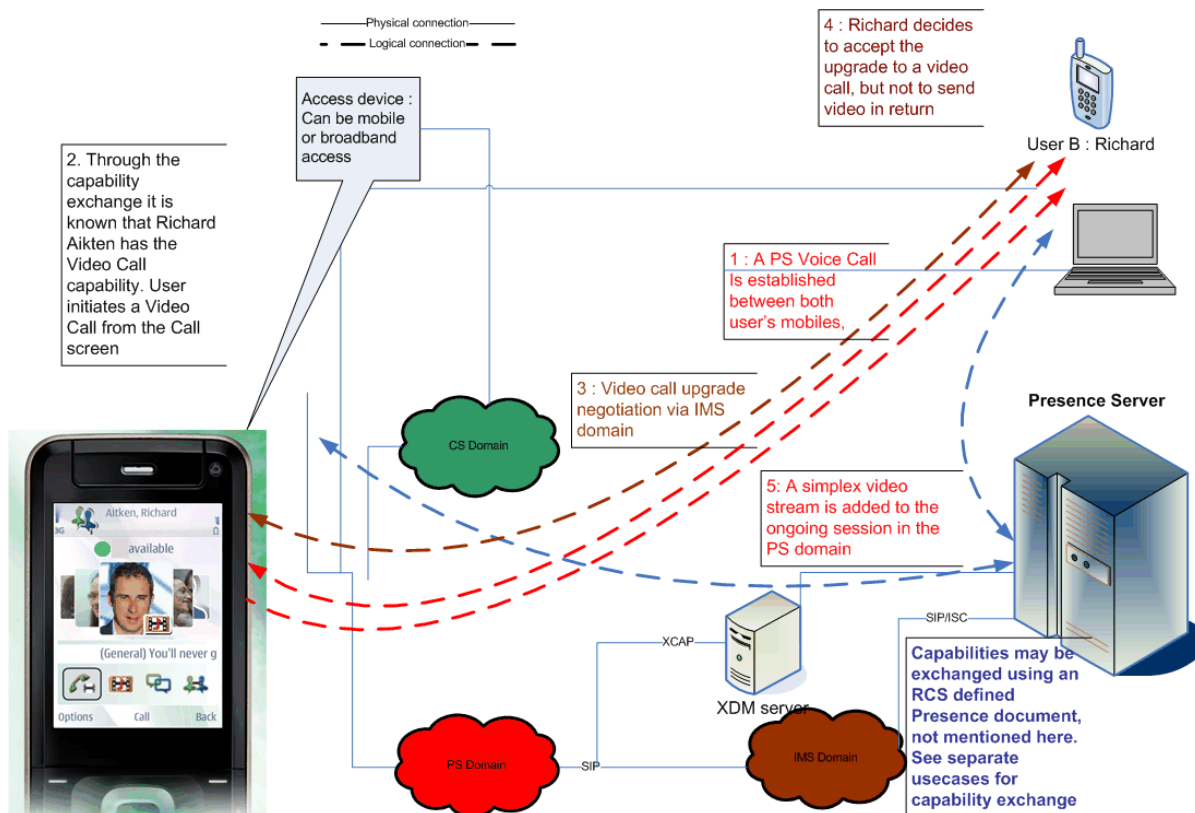 Physical connection
Logical connection
Access device :
Can be mobile
or broadband
access
4 : Richard decides
to accept the
upgrade to a video
call, but not to send
video in return
User B : Richard
2. Through the
capability
exchange it is
known that Richard
Aikten has the
Video Call
capability. User
initiates a Video
Call from the Call
screen
1 : A PS Voice Call
Is established
between both
user's mobiles,
3 : Video call upgrade
negotiation via IMS
domain
CS Domain
Presence Server
5: A simplex video
stream is added to the
ongoing session in the
PS domain
3G
Aitken, Richard
available
(General) You'll never g
Options Call Back
XCAP
XDM server
SIP/ISC
Capabilities may be
exchanged using an
RCS defined
Presence document,
not mentioned here.
See separate
usecases for
capability exchange
PS Domain
SIP
IMS Domain